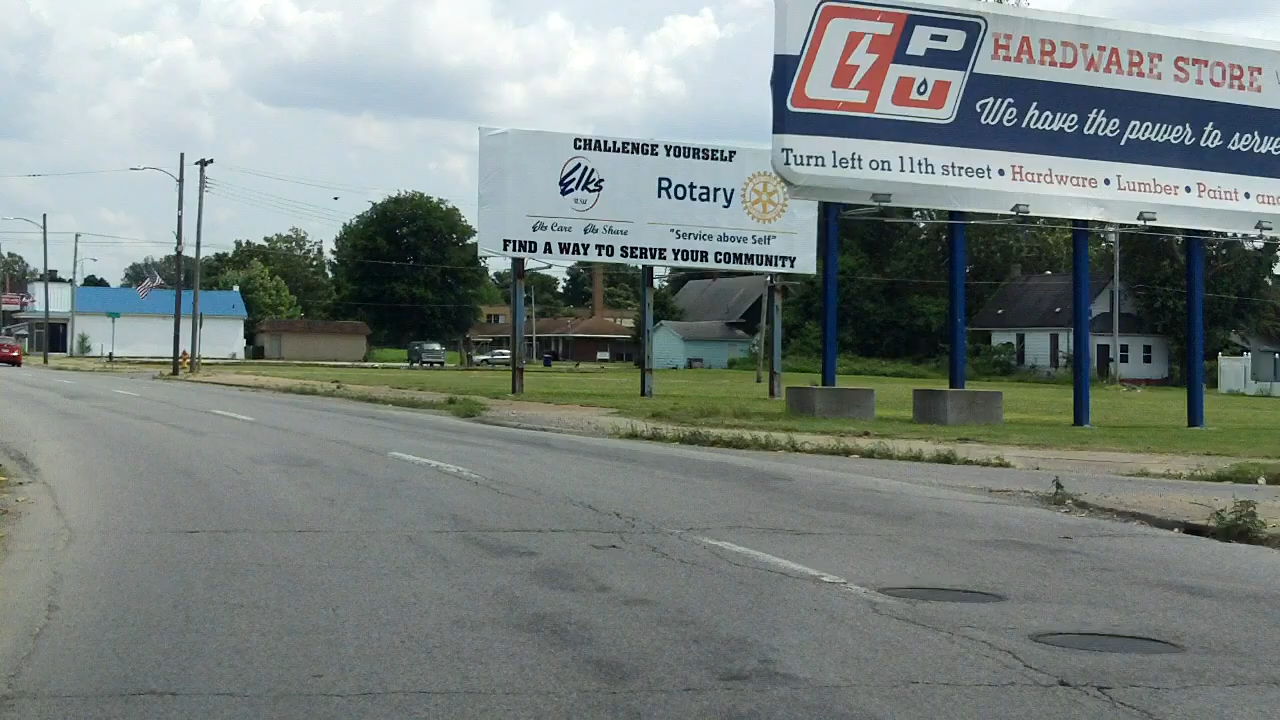 CHALLENGE YOURSELF
Elks
USA
Rotary
Elks Care Elks Share
"Service above Self"
FIND A WAY TO SERVE YOUR COMMUNITY
CPU
HARDWARE STORE
We have the power to serve
Turn left on 11th street • Hardware • Lumber • Paint • and